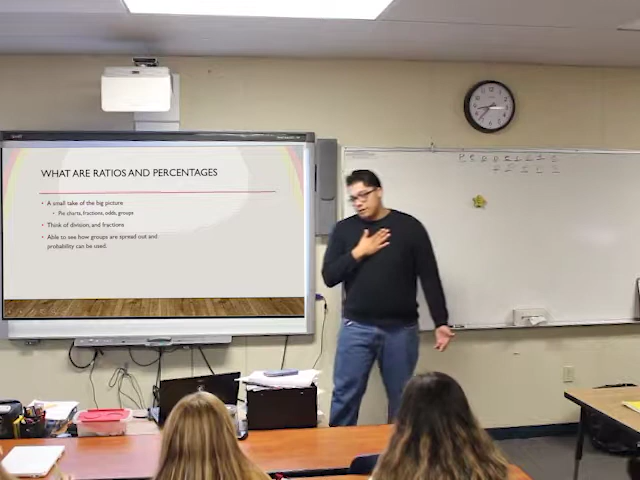 WHAT ARE RATIOS AND PERCENTAGES
• A small take of the big picture
• Pie charts, fractions, odds, groups
• Think of division, and fractions
• Able to see how groups are spread out and
probability can be used.